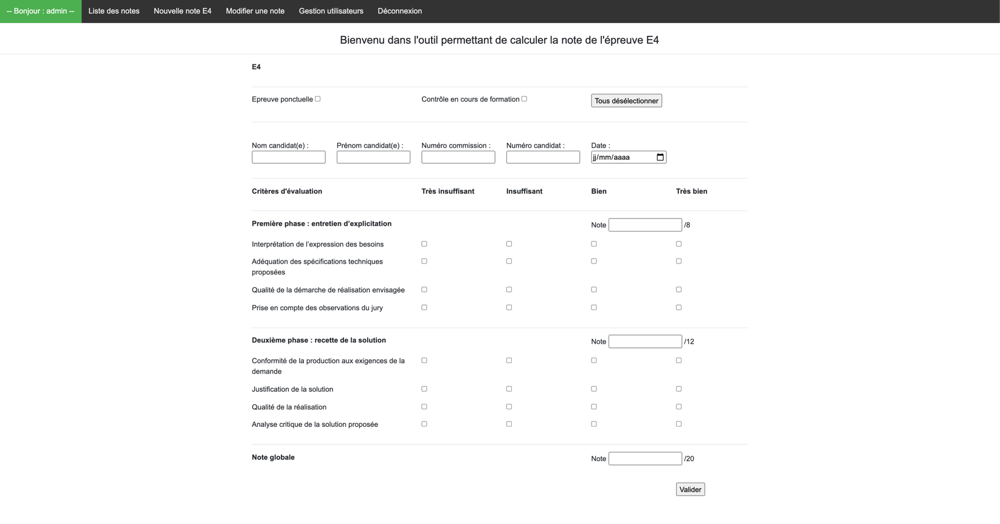 -- Bonjour : admin -- Liste des notes Nouvelle note E4 Modifier une note Gestion utilisateurs Déconnexion
Bienvenu dans l'outil permettant de calculer la note de l'épreuve E4
E4
Epreuve ponctuelle Contrôle en cours de formation Tous désélectionner
Nom candidat(e) : Prénom candidat(e) : Numéro commission : Numéro candidat : Date :
jj/mm/aaaa
Critères d'évaluation Très insuffisant Insuffisant Bien Très bien
Première phase : entretien d’explicitation Note /8
Interprétation de l’expression des besoins
Adéquation des spécifications techniques
proposées
Qualité de la démarche de réalisation envisagée
Prise en compte des observations du jury
Deuxième phase : recette de la solution Note /12
Conformité de la production aux exigences de la
demande
Justification de la solution
Qualité de la réalisation
Analyse critique de la solution proposée
Note globale Note /20
Valider